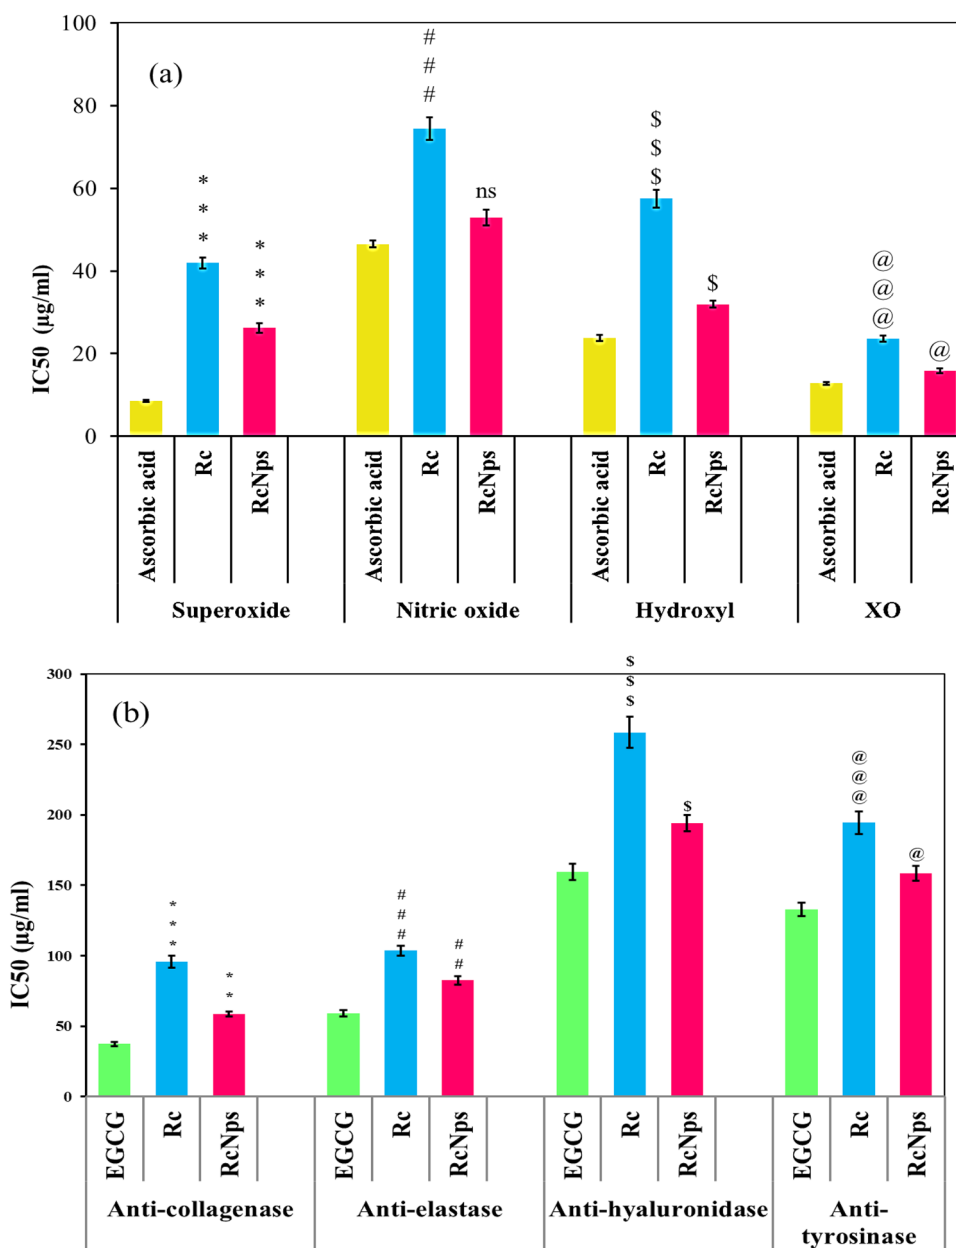 100
80
60
40
20
0
IC50 (µg/ml)
(a)
*
*
*
*
*
*
#
#
#
ns
$
$
$
$
@
@
@
@
Ascorbic acid
Rc
RcNps
Ascorbic acid
Rc
RcNps
Ascorbic acid
Rc
RcNps
Ascorbic acid
Rc
RcNps
Superoxide
Nitric oxide
Hydroxyl
XO
300
250
200
150
100
50
0
IC50 (µg/ml)
(b)
*
*
*
*
*
#
#
#
#
#
$
$
$
$
@
@
@
@
EGCG
Rc
RcNps
EGCG
Rc
RcNps
EGCG
Rc
RcNps
EGCG
Rc
RcNps
Anti-collagenase
Anti-elastase
Anti-hyaluronidase
Anti-
tyrosinase